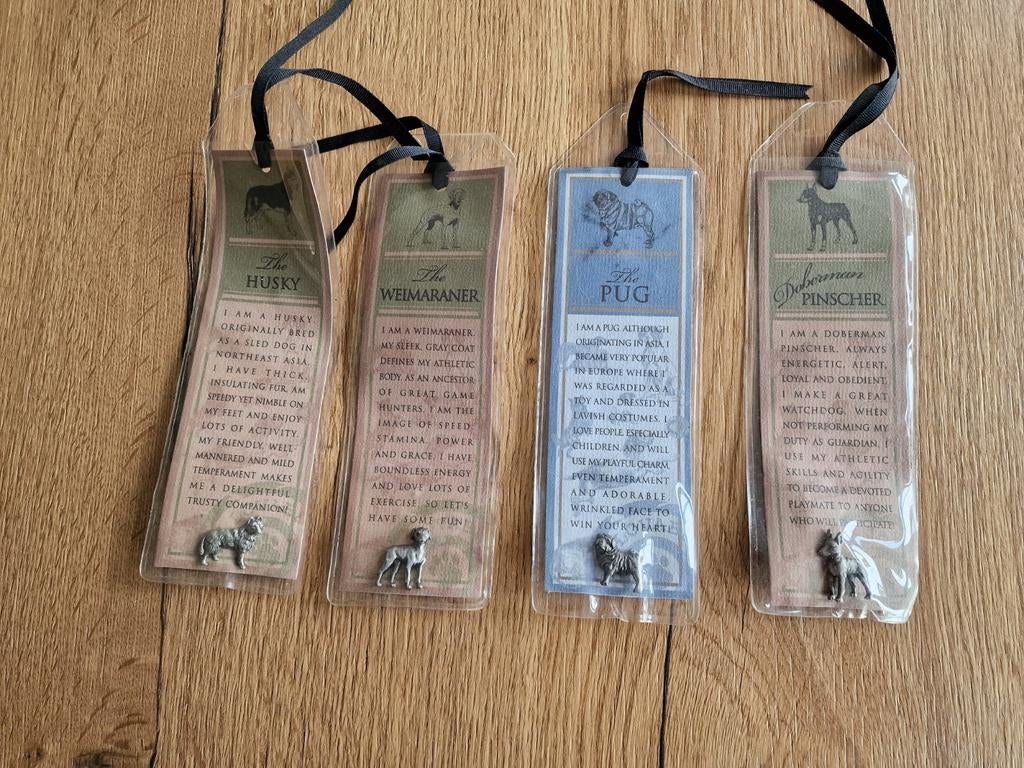 The
HUSKY
I AM A HUSKY,
ORIGINALLY BRED
AS A SLED DOG IN
NORTHEAST ASIA.
I HAVE THICK,
INSULATING FUR, AM
SPEEDY YET NIMBLE ON
MY FEET AND ENJOY
LOTS OF ACTIVITY.
MY FRIENDLY, WELL-
MANNERED AND MILD
TEMPERAMENT MAKES
ME A DELIGHTFUL,
TRUSTY COMPANION!
The
WEIMARANER
I AM A WEIMARANER.
MY SLEEK, GRAY COAT
DEFINES MY ATHLETIC
BODY. AS AN ANCESTOR
OF GREAT GAME
HUNTERS, I AM THE
IMAGE OF SPEED,
STAMINA, POWER
AND GRACE. I HAVE
BOUNDLESS ENERGY
AND LOVE LOTS OF
EXERCISE, SO LET'S
HAVE SOME FUN!
The
PUG
I AM A PUG. ALTHOUGH
ORIGINATING IN ASIA, I
BECAME VERY POPULAR
IN EUROPE WHERE I
WAS REGARDED AS A
TOY AND DRESSED IN
LAVISH COSTUMES. I
LOVE PEOPLE, ESPECIALLY
CHILDREN, AND WILL
USE MY PLAYFUL CHARM,
EVEN TEMPERAMENT
AND ADORABLE,
WRINKLED FACE TO
WIN YOUR HEART!
Doberman
PINSCHER
I AM A DOBERMAN
PINSCHER. ALWAYS
ENERGETIC, ALERT,
LOYAL AND OBEDIENT,
I MAKE A GREAT
WATCHDOG. WHEN
NOT PERFORMING MY
DUTY AS GUARDIAN, I
USE MY ATHLETIC
SKILLS AND AGILITY
TO BECOME A DEVOTED
PLAYMATE TO ANYONE
WHO WILL